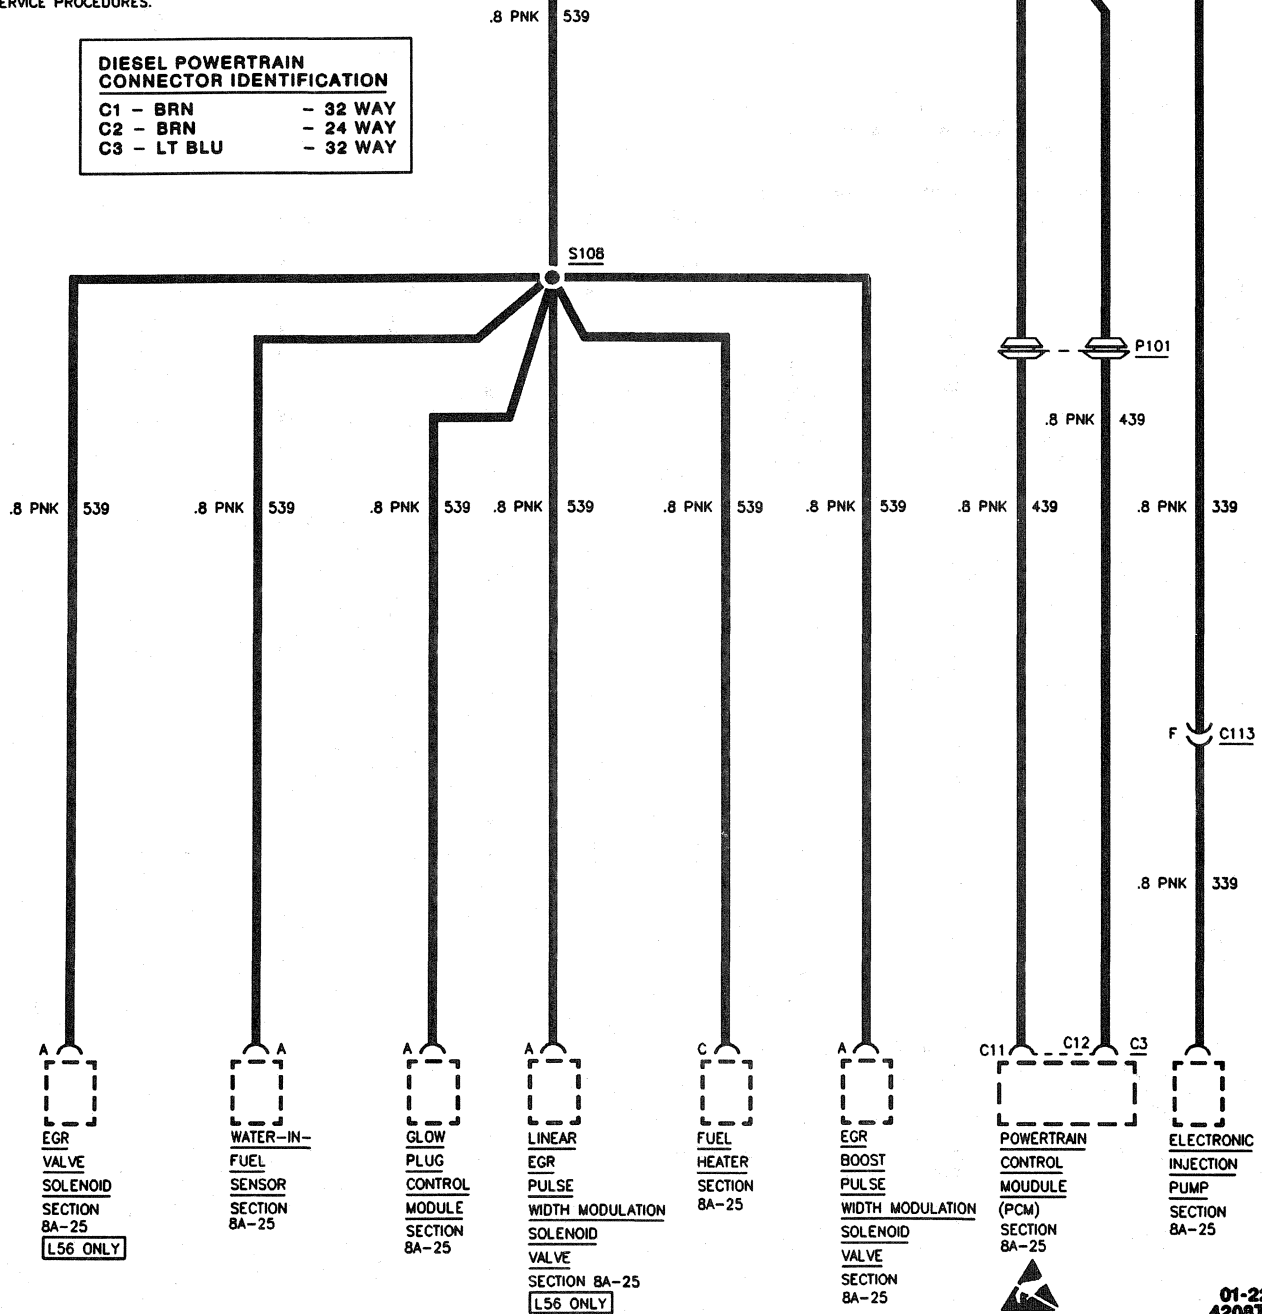 SERVICE PROCEDURES.
.8 PNK 539
DIESEL POWERTRAIN
CONNECTOR IDENTIFICATION
C1 – BRN – 32 WAY
C2 – BRN – 24 WAY
C3 – LT BLU – 32 WAY
S108
P101
.8 PNK 439
.8 PNK 539
.8 PNK 539
.8 PNK 539
.8 PNK 539
.8 PNK 539
.8 PNK 539
.8 PNK 439
.8 PNK 339
F C113
.8 PNK 339
A
A
A
A
C
A
C11
C12
C3
EGR
VALVE
SOLENOID
SECTION
8A–25
L56 ONLY
WATER–IN–
FUEL
SENSOR
SECTION
8A–25
GLOW
PLUG
CONTROL
MODULE
SECTION
8A–25
LINEAR
EGR
PULSE
WIDTH MODULATION
SOLENOID
VALVE
SECTION 8A–25
L56 ONLY
FUEL
HEATER
SECTION
8A–25
EGR
BOOST
PULSE
WIDTH MODULATION
SOLENOID
VALVE
SECTION
8A–25
POWERTRAIN
CONTROL
MOUDULE
(PCM)
SECTION
8A–25
ELECTRONIC
INJECTION
PUMP
SECTION
8A–25